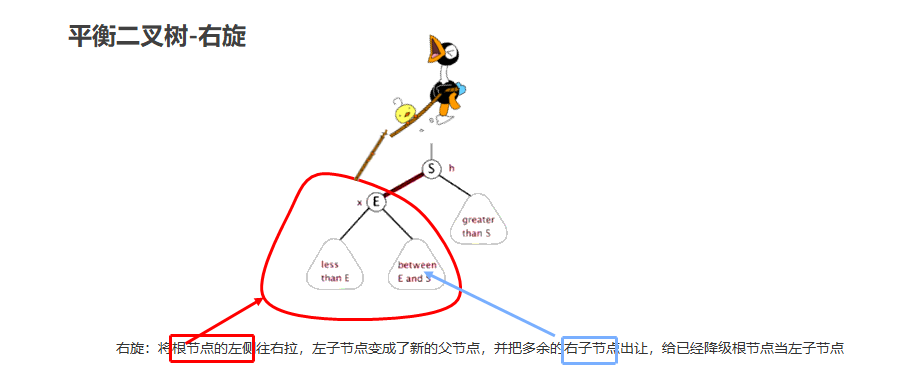 平衡二叉树-右旋
S
h
x
E
greater
than S
less
than E
between
E and S
右旋：将根节点的左侧往右拉，左子节点变成了新的父节点，并把多余的右子节点出让，给已经降级根节点当左子节点